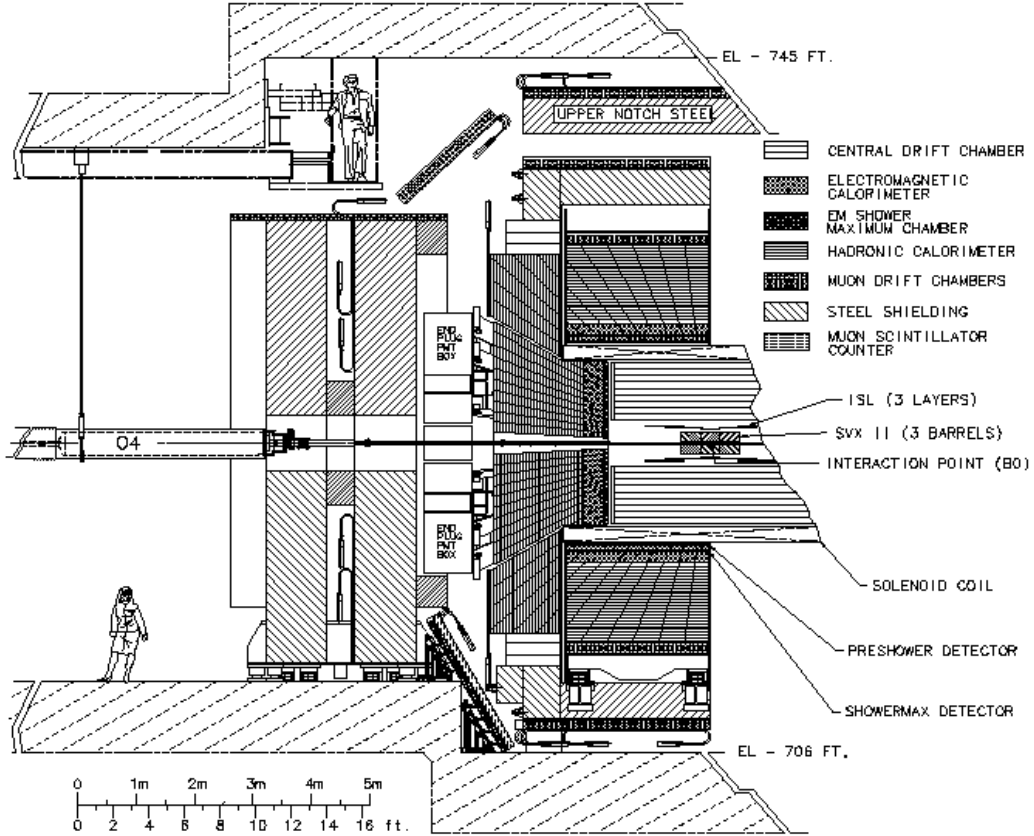 EL - 745 FT.
UPPER NOTCH STEEL
CENTRAL DRIFT CHAMBER
ELECTROMAGNETIC
CALORIMETER
EM SHOWER
MAXIMUM CHAMBER
HADRONIC CALORIMETER
MUON DRIFT CHAMBERS
STEEL SHIELDING
MUON SCINTILLATOR
COUNTER
END
PLUG
PMT
BOX
ISL (3 LAYERS)
Q4
SVX II (3 BARRELS)
INTERACTION POINT (B0)
END
PLUG
PMT
BOX
SOLENOID COIL
PRESHOWER DETECTOR
SHOWERMAX DETECTOR
EL - 706 FT.
0 1m 2m 3m 4m 5m
0 2 4 6 8 10 12 14 16 ft.